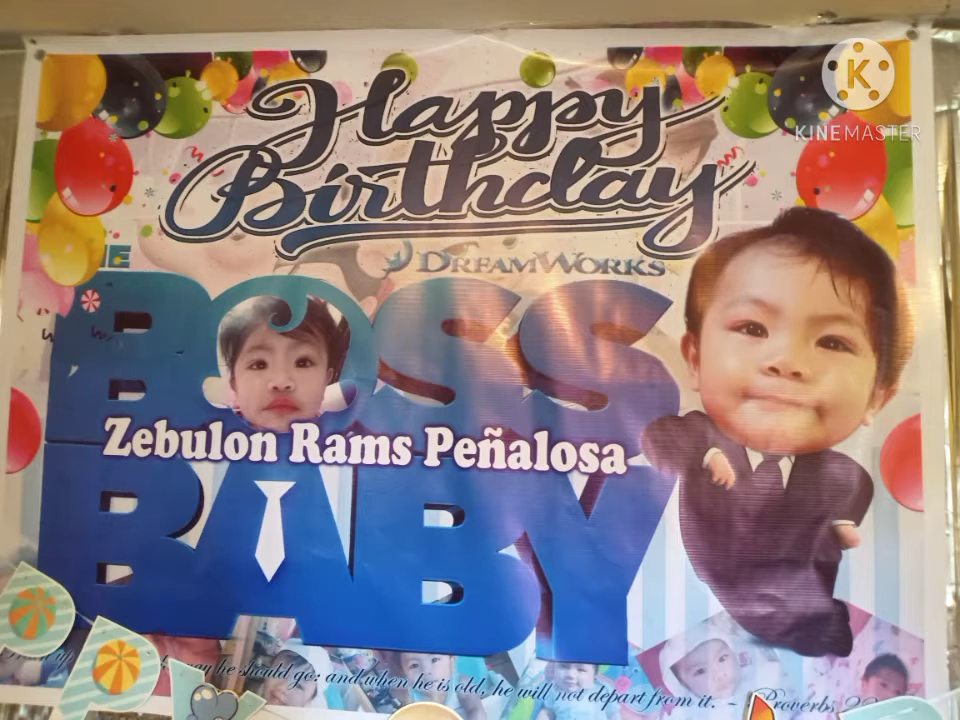 Happy
Birthday
K
KINEMASTER
DREAMWORKS
BOSS
Zebulon Rams Peñalosa
BABY
he should go: and when he is old, he will not depart from it. ~ Proverbs